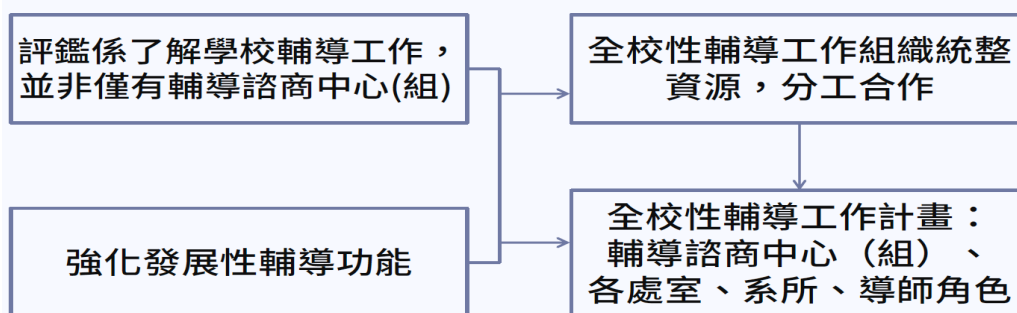 評鑑係了解學校輔導工作，
並非僅有輔導諮商中心(組)
全校性輔導工作組織統整
資源，分工合作
強化發展性輔導功能
全校性輔導工作計畫：
輔導諮商中心（組）、
各處室、系所、導師角色